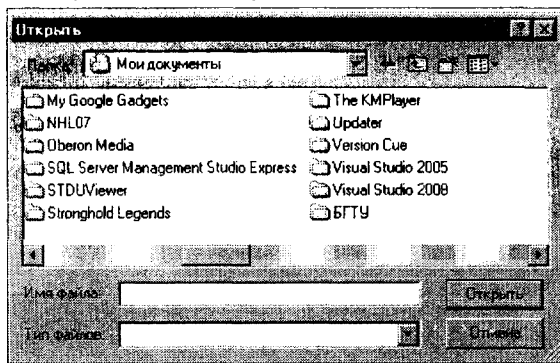 Открыть
Папка: Мои документы
My Google Gadgets
NHL07
Oberon Media
SQL Server Management Studio Express
STDUViewer
Stronghold Legends
The KMPlayer
Updater
Version Cue
Visual Studio 2005
Visual Studio 2008
БГТУ
Имя файла:
Открыть
Тип файлов:
Отмена